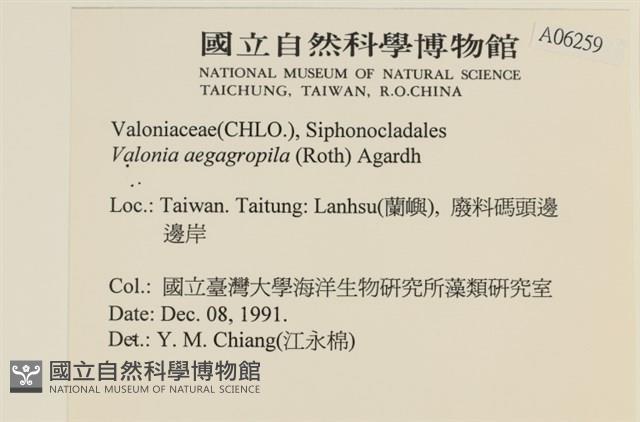 國立自然科學博物館
A06259
NATIONAL MUSEUM OF NATURAL SCIENCE
TAICHUNG, TAIWAN, R.O.CHINA
Valoniaceae(CHLO.), Siphonocladales
Valonia aegagropila (Roth) Agardh
Loc.: Taiwan. Taitung: Lanhsu(蘭嶼), 廢料碼頭邊
邊岸
Col.: 國立臺灣大學海洋生物研究所藻類研究室
Date: Dec. 08, 1991.
Det.: Y. M. Chiang(江永棉)
國立自然科學博物館
NATIONAL MUSEUM OF NATURAL SCIENCE